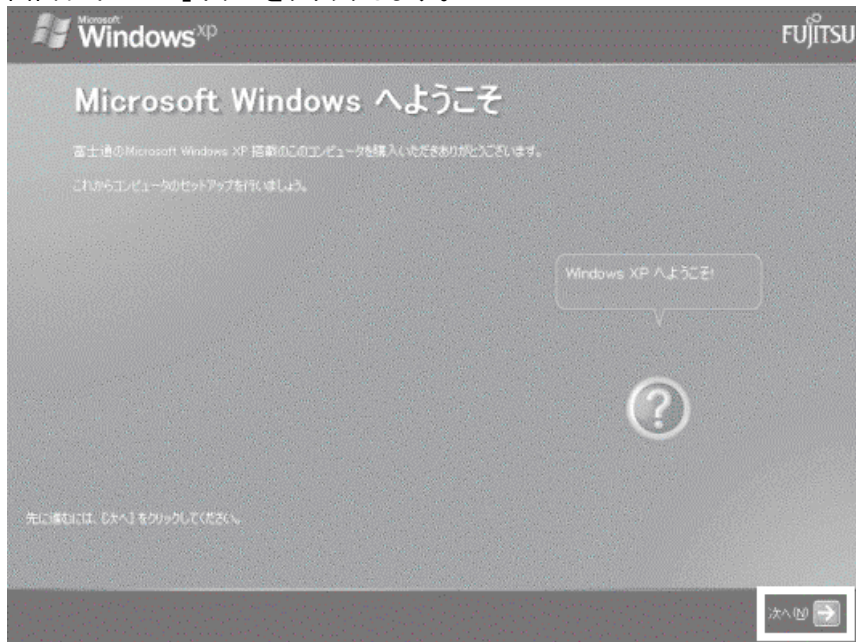 Microsoft
Windows xp
FUJITSU
Microsoft Windows へようこそ
富士通のMicrosoft Windows XP 搭載のこのコンピュータを購入いただきありがとうございます。
これからコンピュータのセットアップを行いましょう。
Windows XP へようこそ!
先に進むには、[次へ] をクリックしてください。
次へ(N)